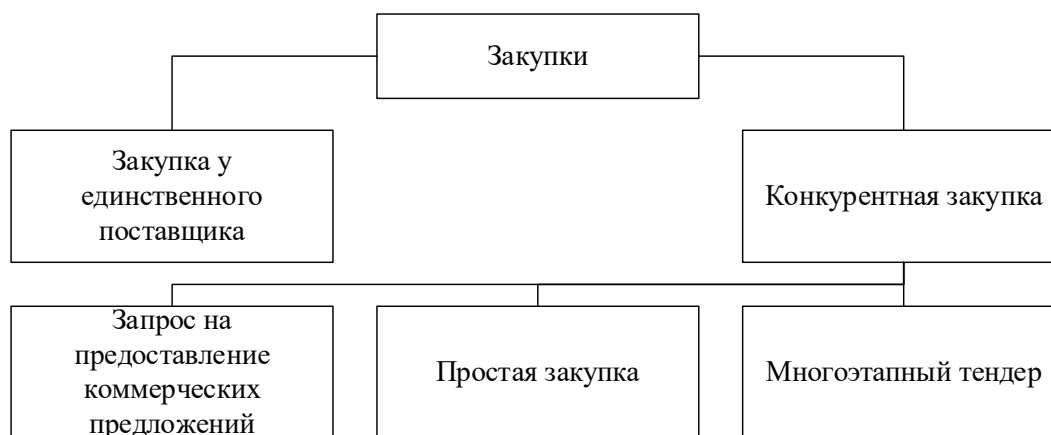 Закупки
Закупка у
единственного
поставщика
Конкурентная закупка
Запрос на
предоставление
коммерческих
предложений
Простая закупка
Многоэтапный тендер